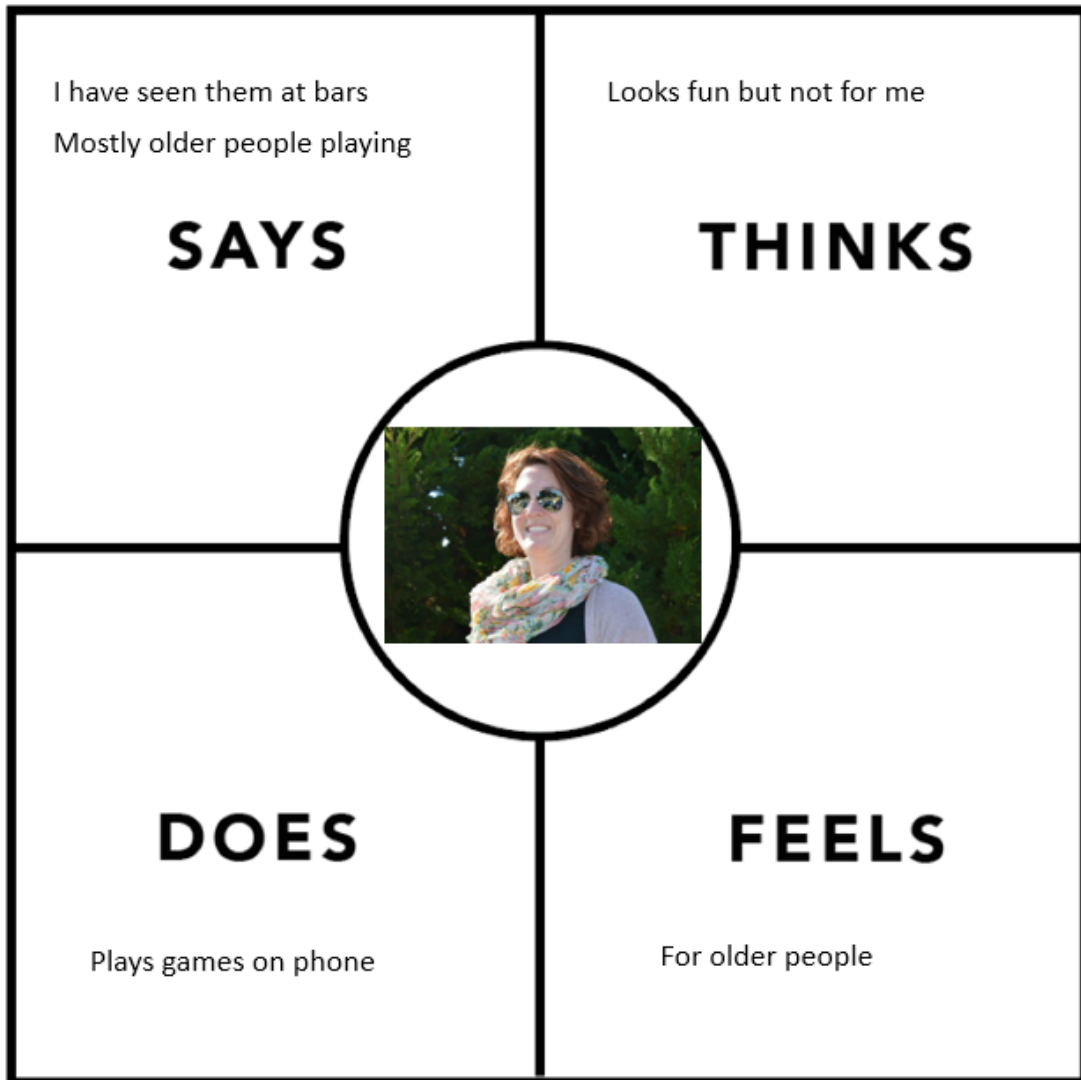 I have seen them at bars
Mostly older people playing
SAYS
Looks fun but not for me
THINKS
DOES
Plays games on phone
FEELS
For older people